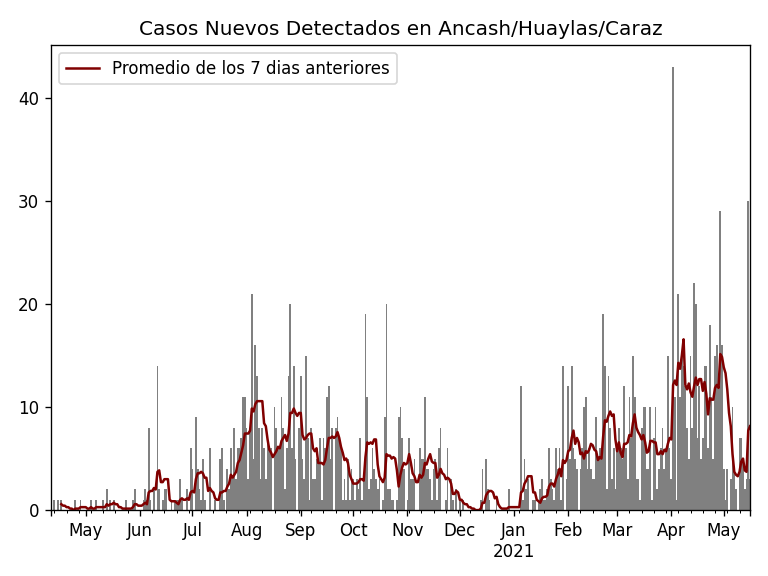 Casos Nuevos Detectados en Ancash/Huaylas/Caraz
Promedio de los 7 dias anteriores
40
30
20
10
0
May Jun Jul Aug Sep Oct Nov Dec Jan Feb Mar Apr May
2021